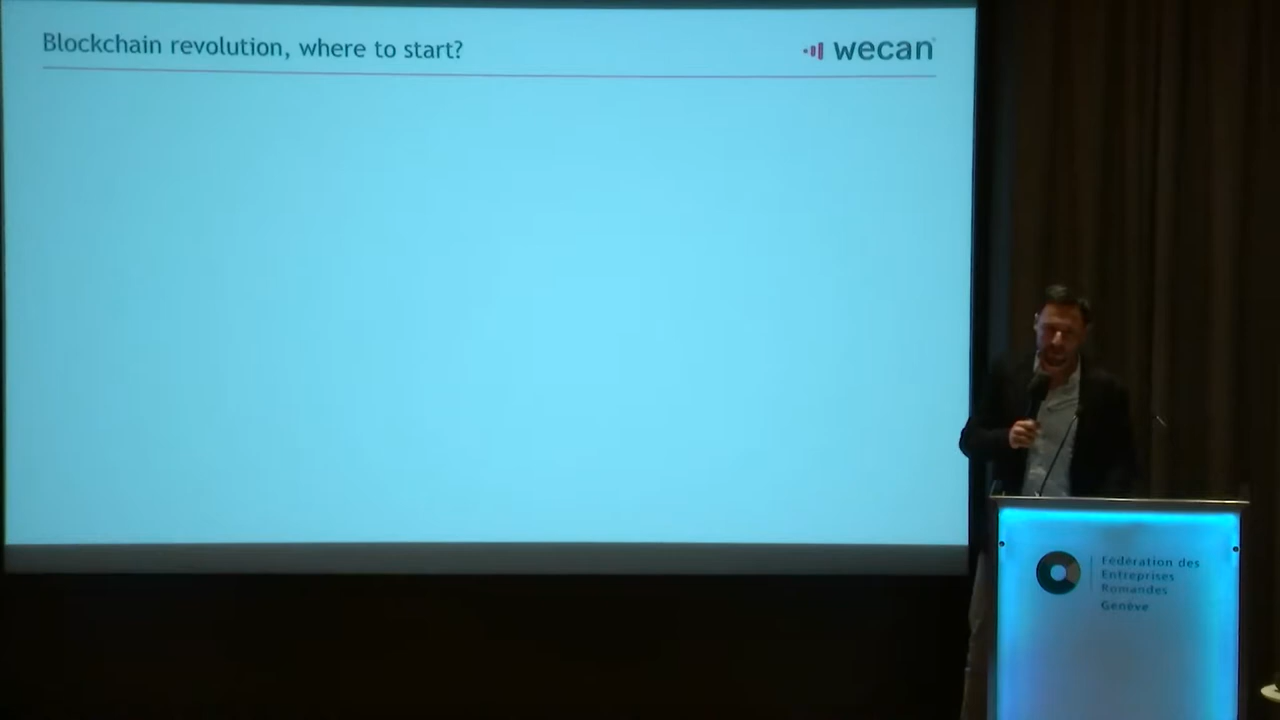 Blockchain revolution, where to start?
wecan
Fédération des
Entreprises
Romandes
Genève